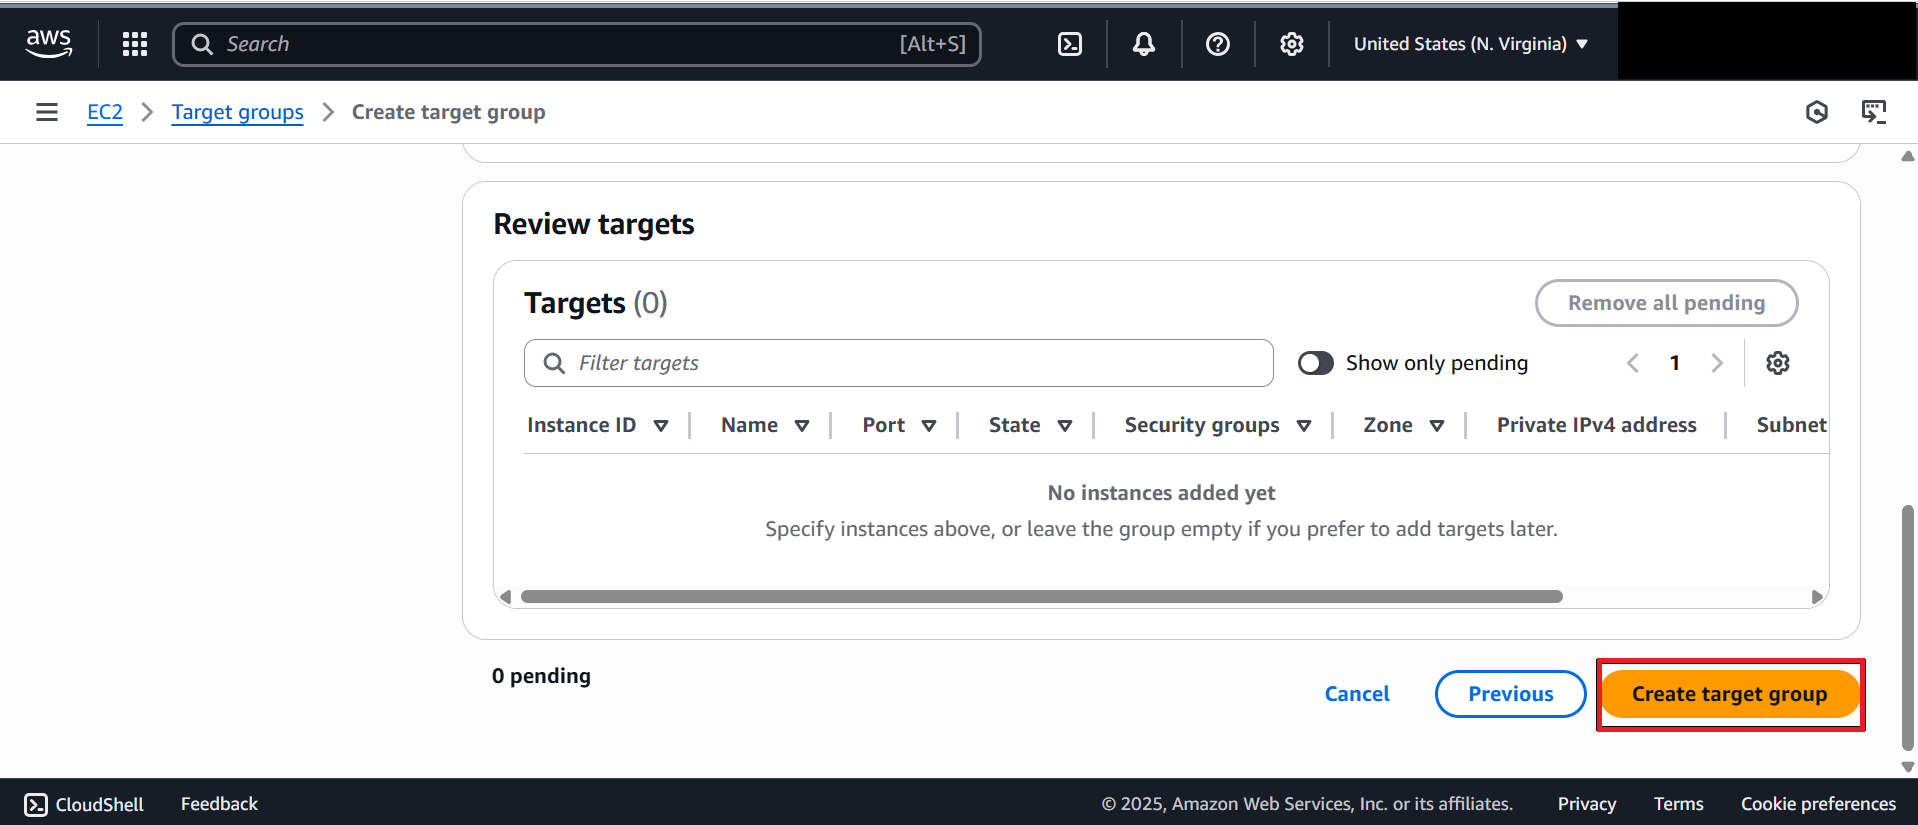 aws
Search [Alt+S]
United States (N. Virginia)
EC2 Target groups Create target group
Review targets
Targets (0)
Remove all pending
Filter targets
Show only pending
1
Instance ID Name Port State Security groups Zone Private IPv4 address Subnet
No instances added yet
Specify instances above, or leave the group empty if you prefer to add targets later.
0 pending
Cancel Previous Create target group
CloudShell Feedback © 2025, Amazon Web Services, Inc. or its affiliates. Privacy Terms Cookie preferences